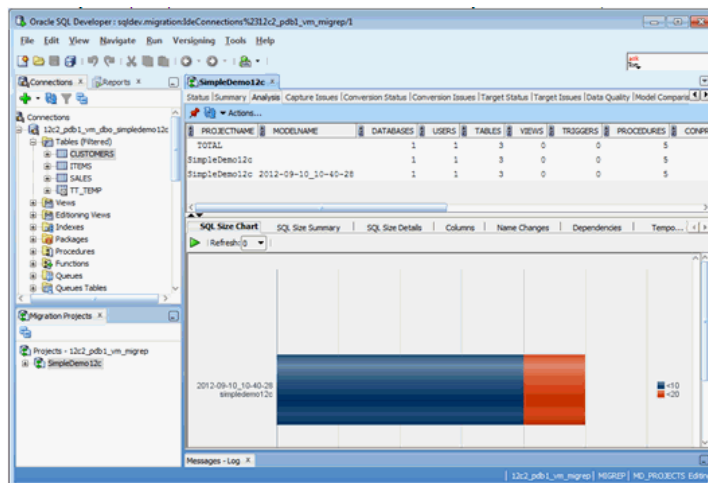 Oracle SQL Developer : sqldev.migration:IdeConnections%2312c2_pdb1_vm_migrep/1
File Edit View Navigate Run Versioning Tools Help
Connections × Reports ×
Connections
12c2_pdb1_vm_dbo_simpledemo12c
Tables (Filtered)
CUSTOMERS
ITEMS
SALES
TT_TEMP
Views
Editioning Views
Indexes
Packages
Procedures
Functions
Queues
Queues Tables
Migration Projects ×
Projects - 12c2_pdb1_vm_migrep
SimpleDemo12c
SimpleDemo12c ×
Status Summary Analysis Capture Issues Conversion Status Conversion Issues Target Status Target Issues Data Quality Model Comparis
Actions...
PROJECTNAME MODELNAME DATABASES USERS TABLES VIEWS TRIGGERS PROCEDURES CONPR
TOTAL 1 1 3 0 0 5
SimpleDemo12c 1 1 3 0 0 5
SimpleDemo12c 2012-09-10_10-40-28 1 1 3 0 0 5
SQL Size Chart SQL Size Summary SQL Size Details Columns Name Changes Dependencies Tempo...
Refresh: 0
2012-09-10_10-40-28
simpledemo12c
<10
<20
Messages - Log ×
12c2_pdb1_vm_migrep MIGREP MD_PROJECTS Editin